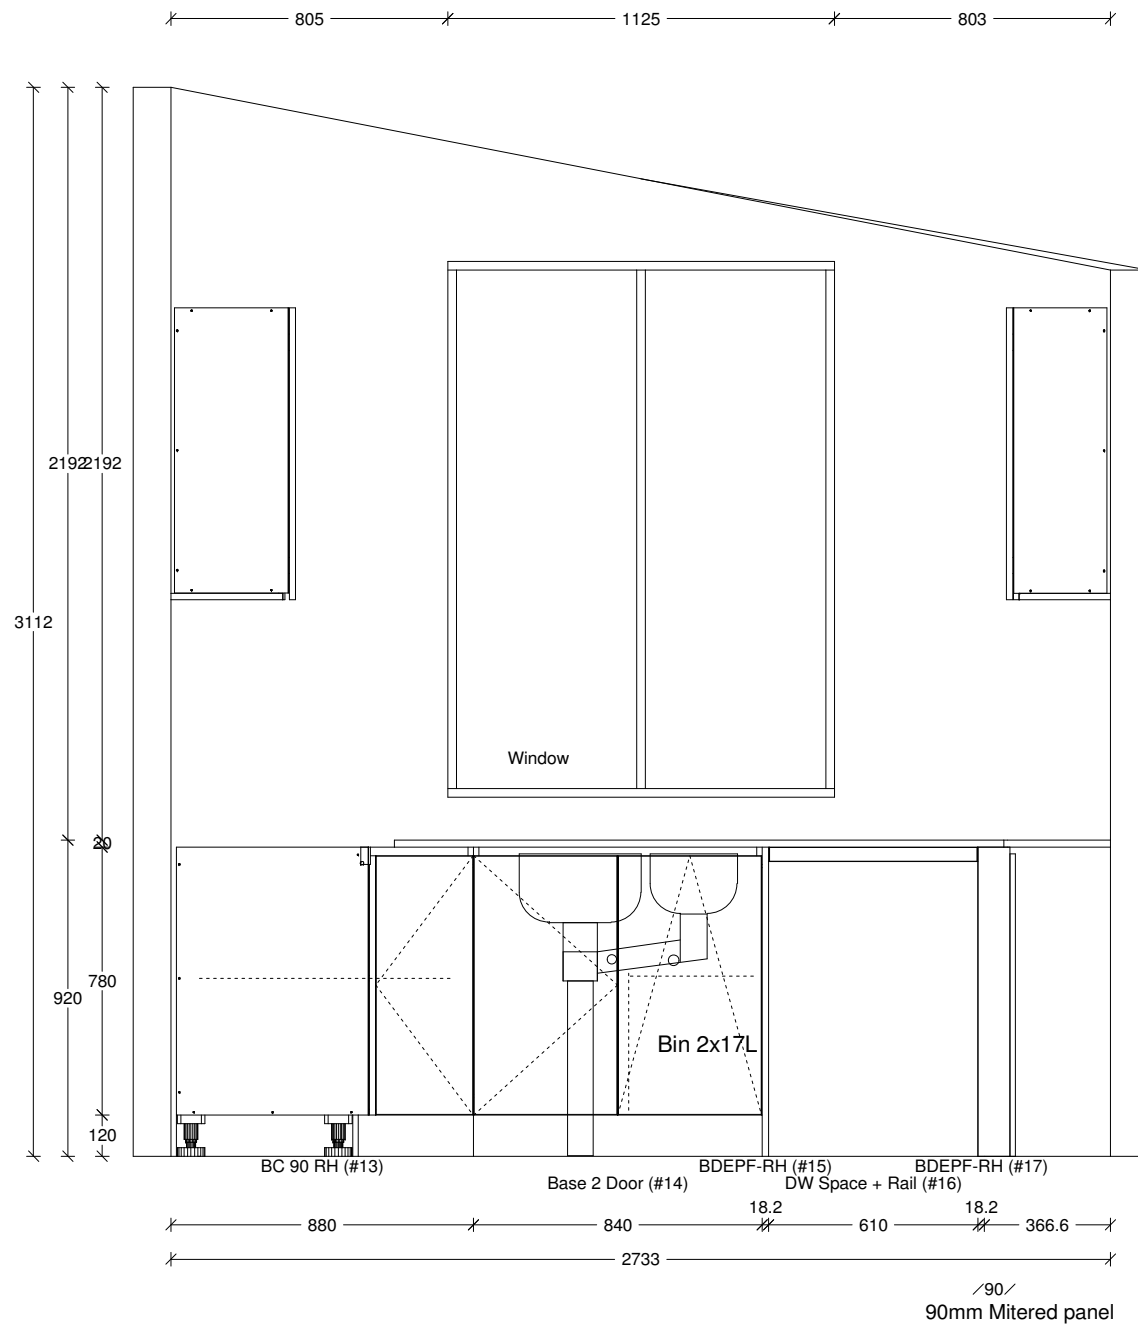 805 1125 803
2192 2192
3112
Window
20
780
920
Bin 2x17L
120
BC 90 RH (#13) BDEPF-RH (#15) BDEPF-RH (#17)
Base 2 Door (#14) DW Space + Rail (#16)
18.2 18.2
880 840 610 366.6
2733
90
90mm Mitered panel